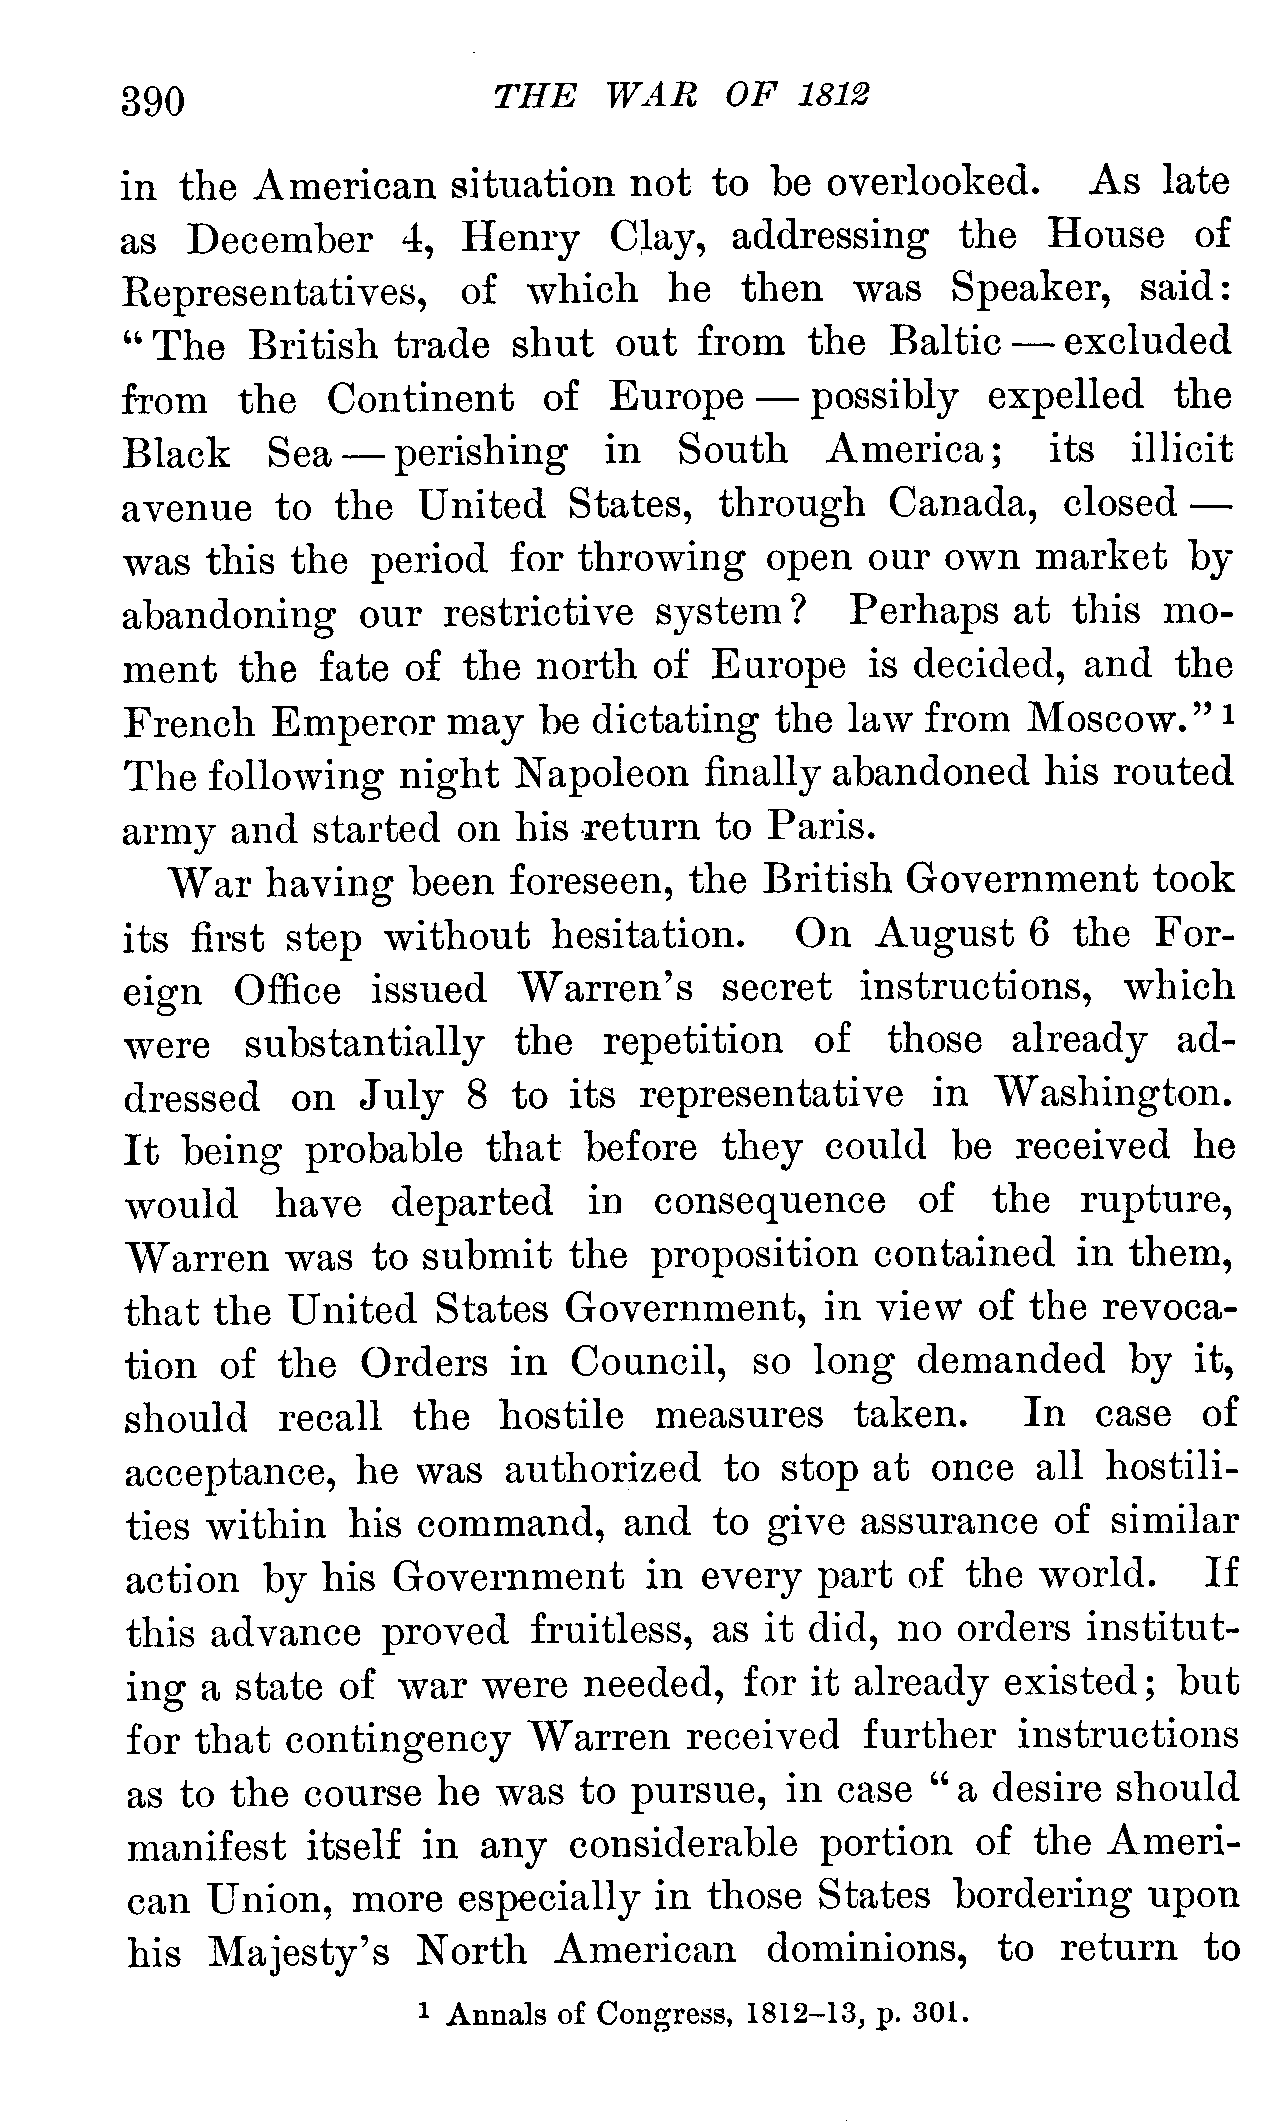 390 THE WAR OF 1812
in the American situation not to be overlooked. As late
as December 4, Henry Clay, addressing the House of
Representatives, of which he then was Speaker, said:
“The British trade shut out from the Baltic — excluded
from the Continent of Europe — possibly expelled the
Black Sea — perishing in South America; its illicit
avenue to the United States, through Canada, closed —
was this the period for throwing open our own market by
abandoning our restrictive system? Perhaps at this mo-
ment the fate of the north of Europe is decided, and the
French Emperor may be dictating the law from Moscow.” 1
The following night Napoleon finally abandoned his routed
army and started on his return to Paris.
War having been foreseen, the British Government took
its first step without hesitation. On August 6 the For-
eign Office issued Warren's secret instructions, which
were substantially the repetition of those already ad-
dressed on July 8 to its representative in Washington.
It being probable that before they could be received he
would have departed in consequence of the rupture,
Warren was to submit the proposition contained in them,
that the United States Government, in view of the revoca-
tion of the Orders in Council, so long demanded by it,
should recall the hostile measures taken. In case of
acceptance, he was authorized to stop at once all hostili-
ties within his command, and to give assurance of similar
action by his Government in every part of the world. If
this advance proved fruitless, as it did, no orders institut-
ing a state of war were needed, for it already existed; but
for that contingency Warren received further instructions
as to the course he was to pursue, in case “a desire should
manifest itself in any considerable portion of the Ameri-
can Union, more especially in those States bordering upon
his Majesty's North American dominions, to return to
1 Annals of Congress, 1812–13, p. 301.